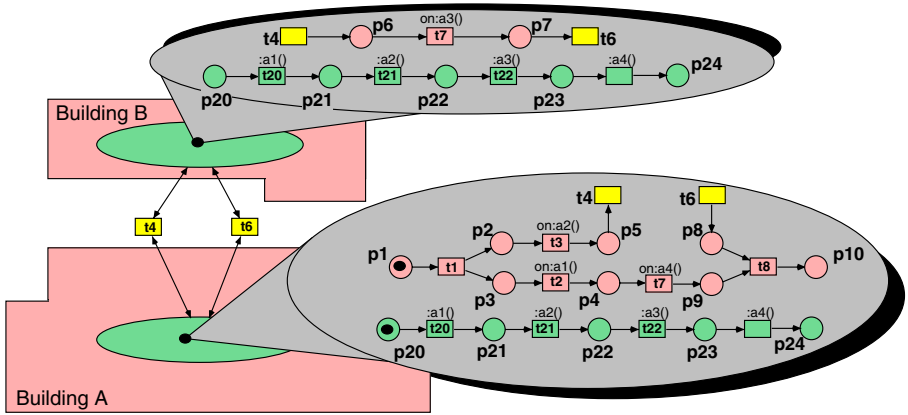 on:a3()
t4 p6 t7 p7 t6
:a1() :a2() :a3() :a4()
t20 t21 t22 p24
p20 p21 p22 p23
Building B
t4 t6
t4 t6
p1 p2 on:a2() t3 p5 p8 p10
t1 on:a1() on:a4() t8
p3 t2 p4 t7 p9
:a1() :a2() :a3() :a4()
t20 t21 t22
p20 p21 p22 p23 p24
Building A